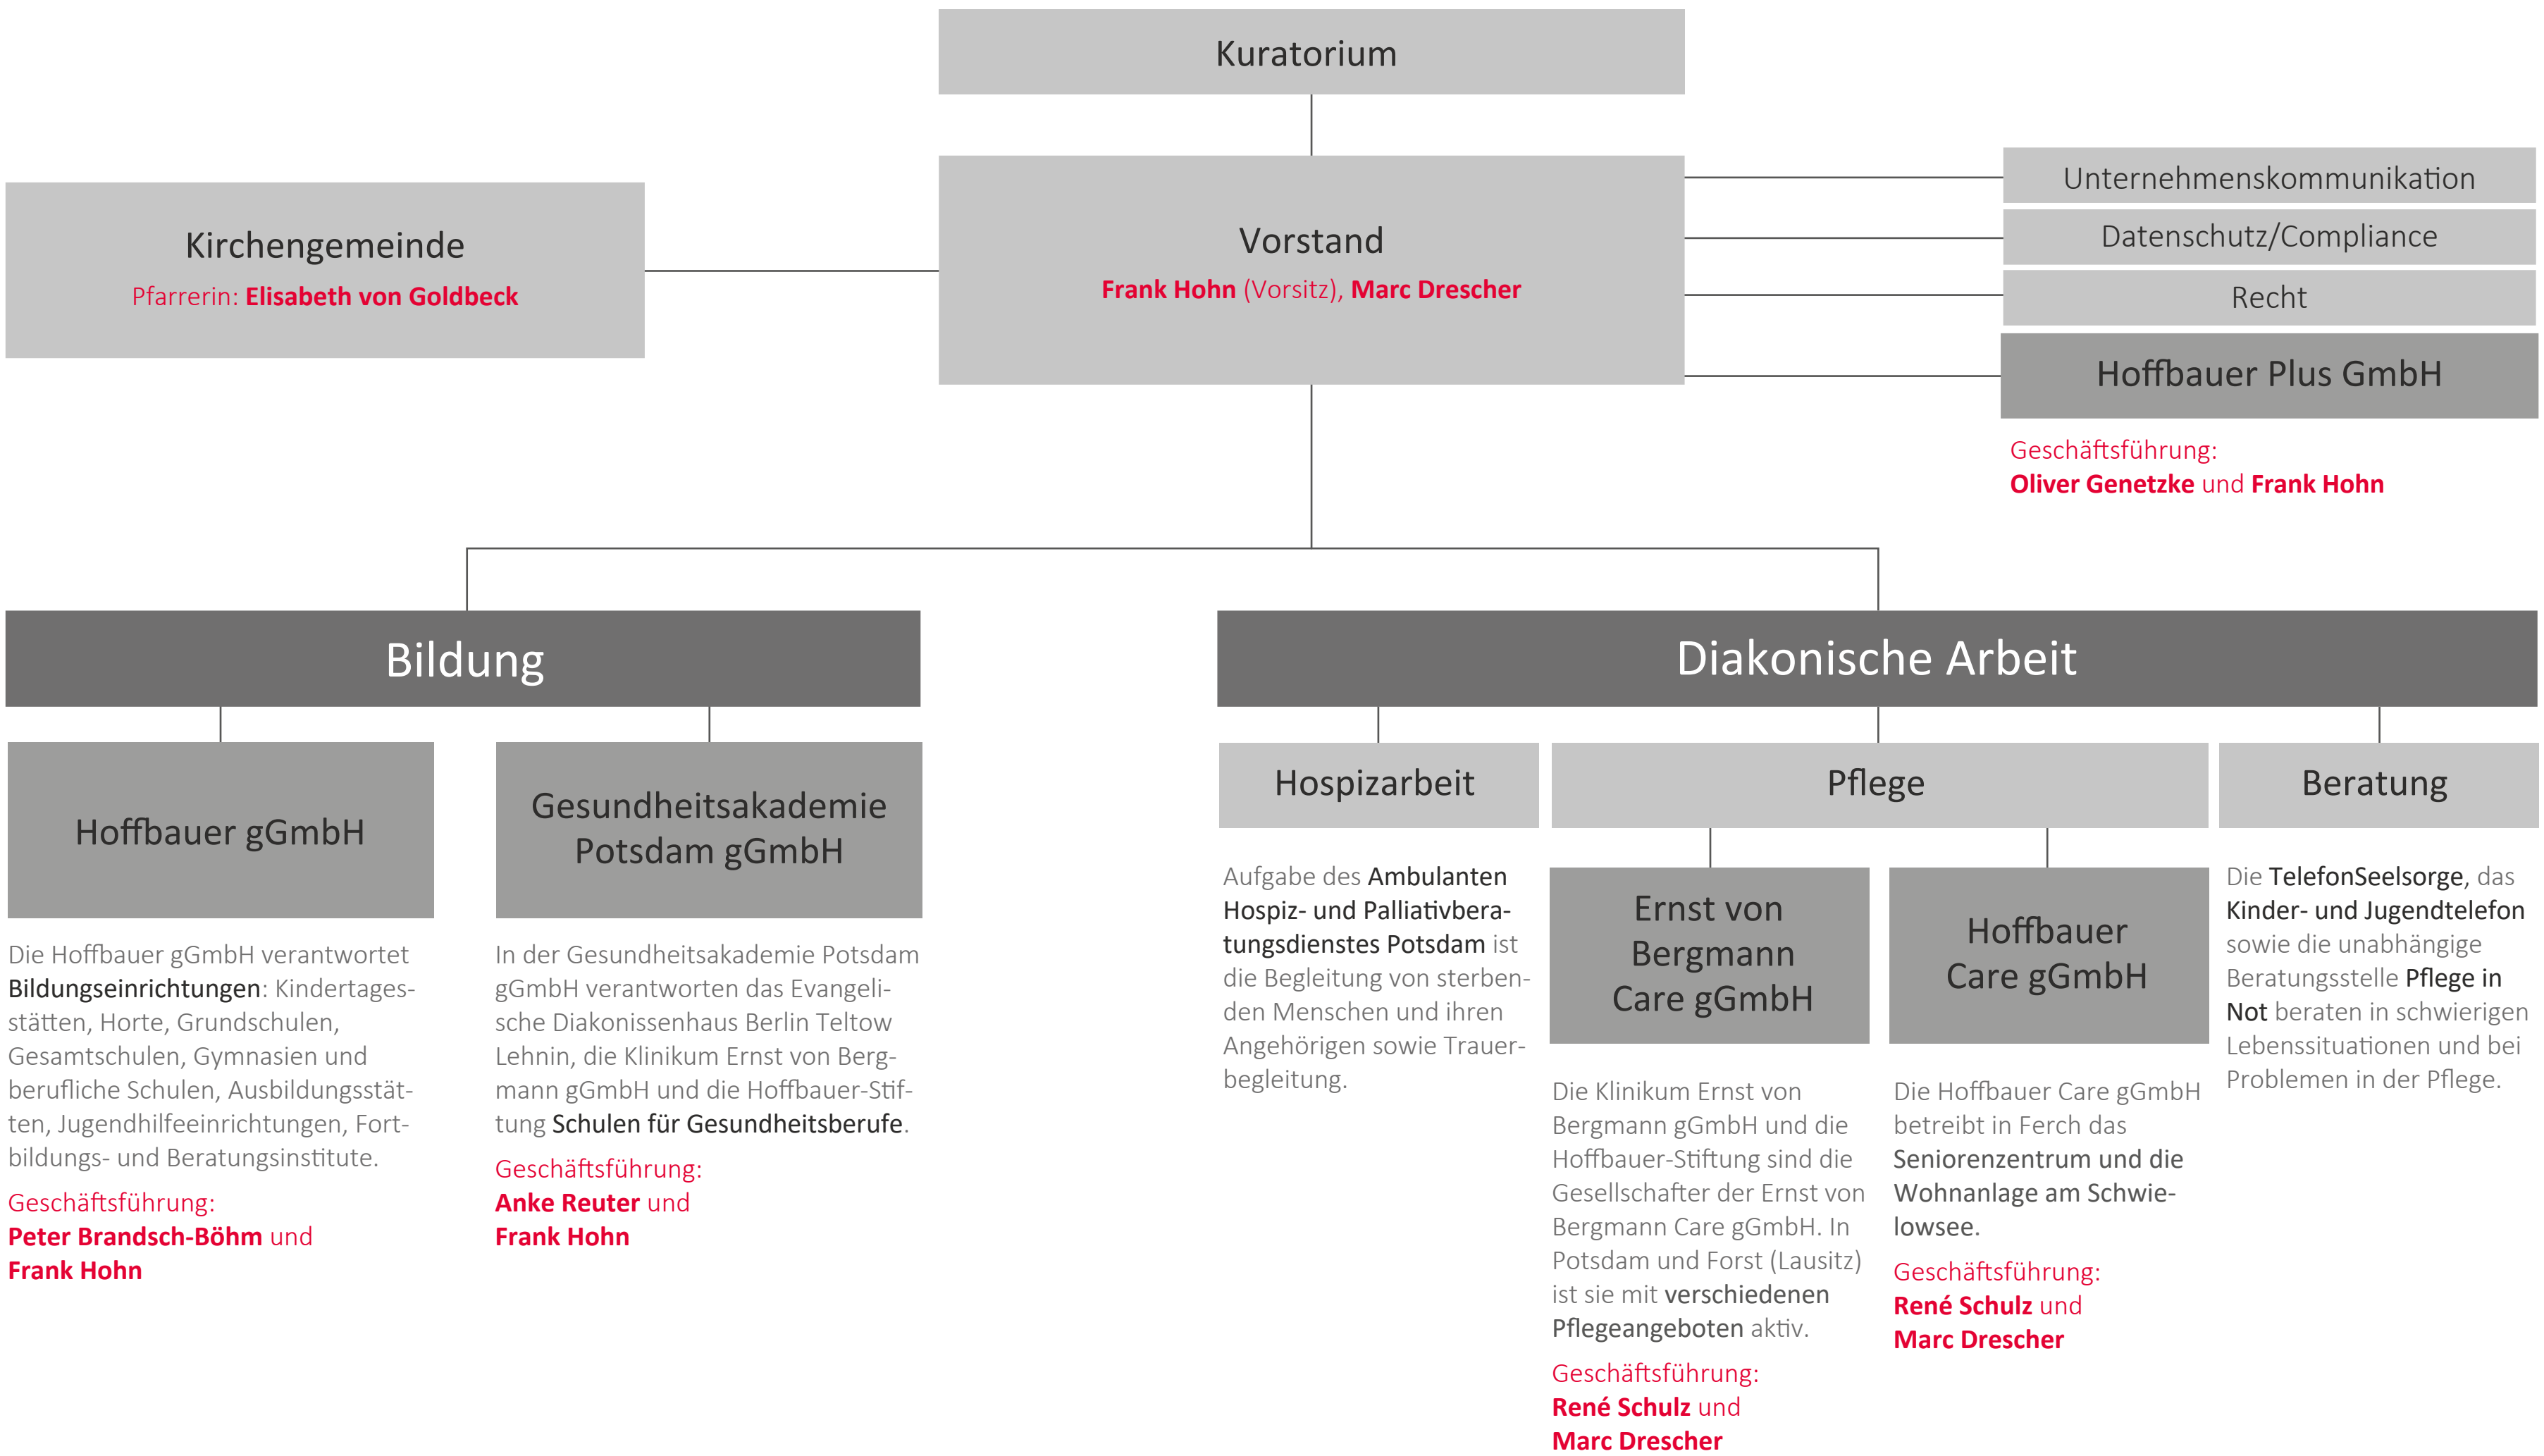 Kuratorium
Kirchengemeinde
Pfarrerin: Elisabeth von Goldbeck
Vorstand
Frank Hohn (Vorsitz), Marc Drescher
Unternehmenskommunikation
Datenschutz/Compliance
Recht
Hoffbauer Plus GmbH
Geschäftsführung:
Oliver Genetzke und Frank Hohn
Bildung
Hoffbauer gGmbH
Die Hoffbauer gGmbH verantwortet
Bildungseinrichtungen: Kindertages-
stätten, Horte, Grundschulen,
Gesamtschulen, Gymnasien und
berufliche Schulen, Ausbildungsstät-
ten, Jugendhilfeeinrichtungen, Fort-
bildungs- und Beratungsinstitute.
Geschäftsführung:
Peter Brandsch-Böhm und
Frank Hohn
Gesundheitsakademie
Potsdam gGmbH
In der Gesundheitsakademie Potsdam
gGmbH verantworten das Evangeli-
sche Diakonissenhaus Berlin Teltow
Lehnin, die Klinikum Ernst von Berg-
mann gGmbH und die Hoffbauer-Stif-
tung Schulen für Gesundheitsberufe.
Geschäftsführung:
Anke Reuter und
Frank Hohn
Diakonische Arbeit
Hospizarbeit
Aufgabe des Ambulanten
Hospiz- und Palliativbera-
tungsdienstes Potsdam ist
die Begleitung von sterben-
den Menschen und ihren
Angehörigen sowie Trauer-
begleitung.
Pflege
Ernst von
Bergmann
Care gGmbH
Die Klinikum Ernst von
Bergmann gGmbH und die
Hoffbauer-Stiftung sind die
Gesellschafter der Ernst von
Bergmann Care gGmbH. In
Potsdam und Forst (Lausitz)
ist sie mit verschiedenen
Pflegeangeboten aktiv.
Geschäftsführung:
René Schulz und
Marc Drescher
Hoffbauer
Care gGmbH
Die Hoffbauer Care gGmbH
betreibt in Ferch das
Seniorenzentrum und die
Wohnanlage am Schwie-
lowsee.
Geschäftsführung:
René Schulz und
Marc Drescher
Beratung
Die TelefonSeelsorge, das
Kinder- und Jugendtelefon
sowie die unabhängige
Beratungsstelle Pflege in
Not beraten in schwierigen
Lebenssituationen und bei
Problemen in der Pflege.